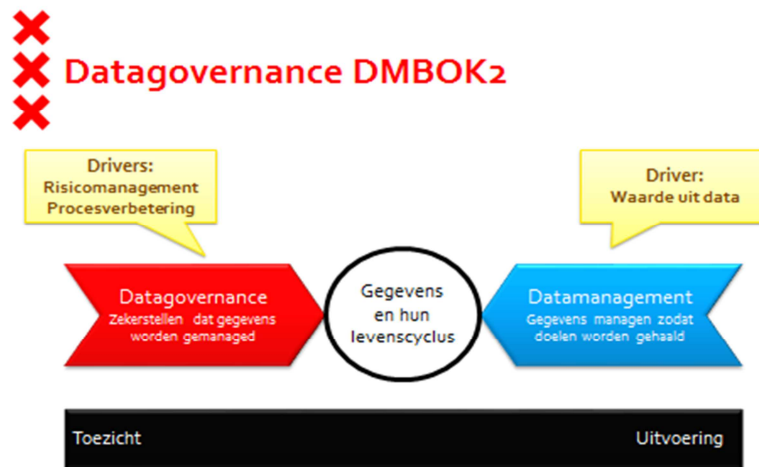 Datagovernance DMBOK2
Drivers:
Risicomanagement
Procesverbetering
Driver:
Waarde uit data
Datagovernance
Zekerstellen dat gegevens
worden gemanaged
Gegevens
en hun
levenscyclus
Datamanagement
Gegevens managen zodat
doelen worden gehaald
Toezicht
Uitvoering